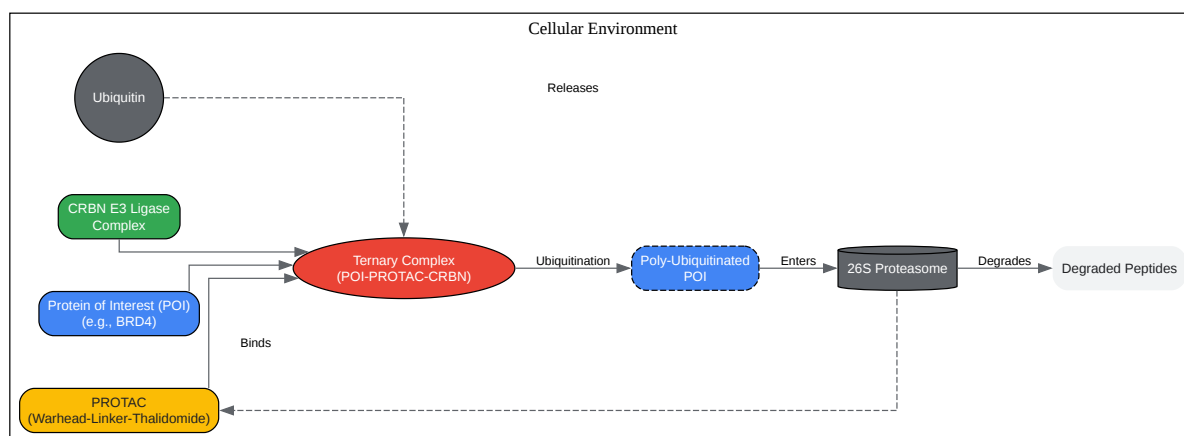 Cellular Environment
Ubiquitin
Releases
CRBN E3 Ligase
Complex
Ternary Complex
(POI-PROTAC-CRBN)
Ubiquitination
Poly-Ubiquitinated
POI
Enters
26S Proteasome
Degrades
Degraded Peptides
Protein of Interest (POI)
(e.g., BRD4)
Binds
PROTAC
(Warhead-Linker-Thalidomide)